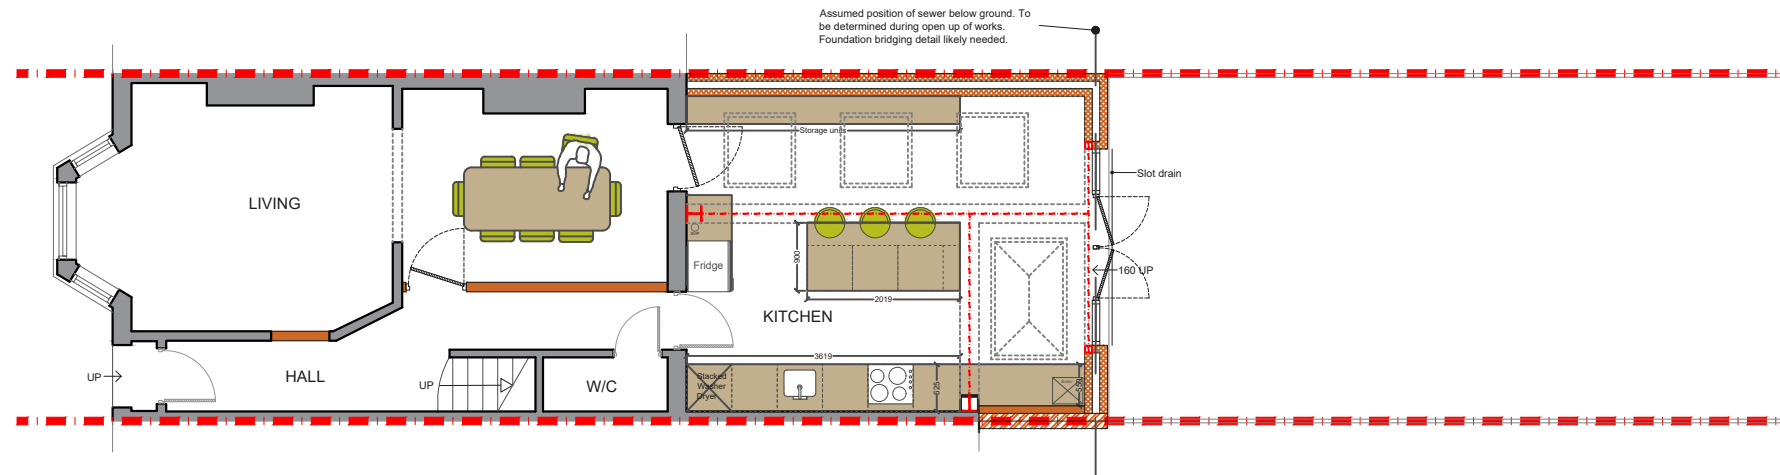 Assumed position of sewer below ground. To
be determined during open up of works.
Foundation bridging detail likely needed.
Storage units
Slot drain
LIVING
Fridge
900
160 UP
2019
KITCHEN
3619
UP
HALL
UP
W/C
Stacked
Washer
Dryer
625
530